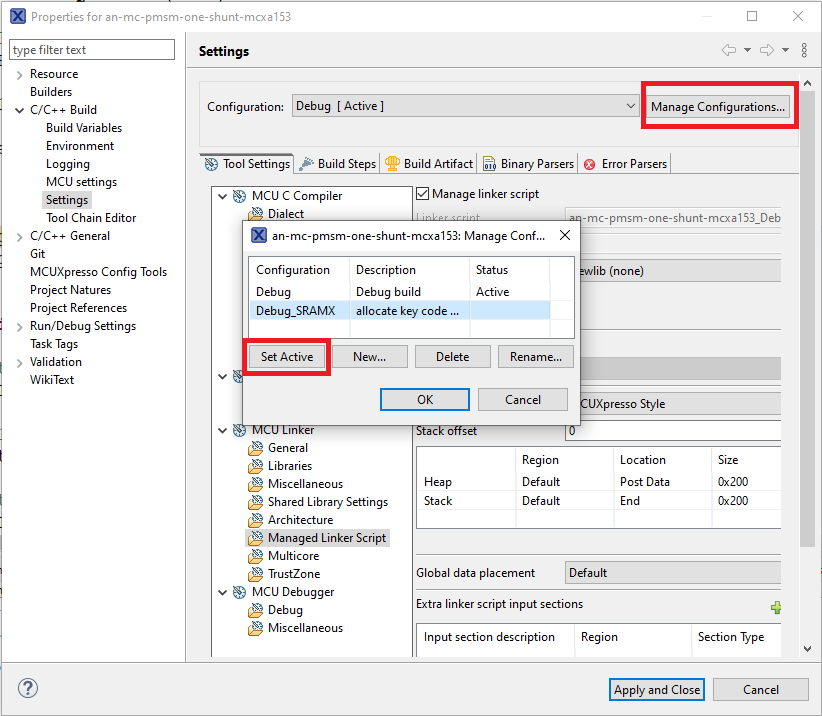 Properties for an-mc-pmsm-one-shunt-mcxa153
type filter text
Resource
Builders
C/C++ Build
Build Variables
Environment
Logging
MCU settings
Settings
Tool Chain Editor
C/C++ General
Git
MCUXpresso Config Tools
Project Natures
Project References
Run/Debug Settings
Task Tags
Validation
WikiText
Settings
Configuration: Debug [ Active ] Manage Configurations...
Tool Settings Build Steps Build Artifact Binary Parsers Error Parsers
MCU C Compiler
Dialect
Manage linker script
Linker script an-mc-pmsm-one-shunt-mcxa153_Deb
ewlib (none)
CUXpresso Style
an-mc-pmsm-one-shunt-mcxa153: Manage Conf...
Configuration Description Status
Debug Debug build Active
Debug_SRAMX allocate key code ...
Set Active New... Delete Rename...
OK Cancel
MCU Linker
General
Libraries
Miscellaneous
Shared Library Settings
Architecture
Managed Linker Script
Multicore
TrustZone
MCU Debugger
Debug
Miscellaneous
Stack offset 0
Region Location Size
Heap Default Post Data 0x200
Stack Default End 0x200
Global data placement Default
Extra linker script input sections
Input section description Region Section Type
Apply and Close Cancel